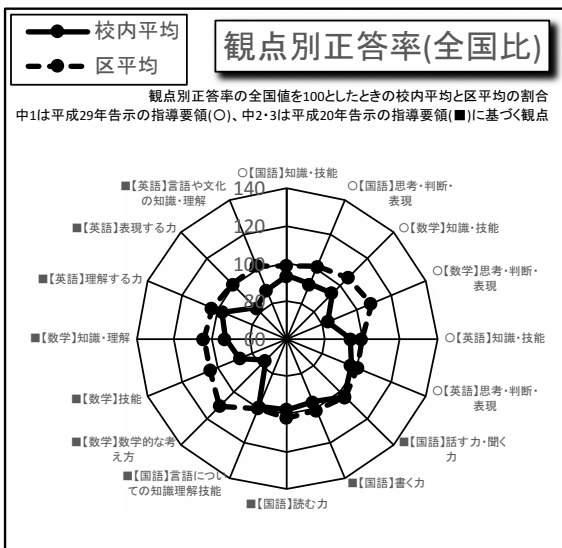 校内平均
区平均
観点別正答率(全国比)
観点別正答率の全国値を100としたときの校内平均と区平均の割合
中1は平成29年告示の指導要領(○)、中2・3は平成20年告示の指導要領(■)に基づく観点
○【国語】知識・技能
○【国語】思考・判断・
表現
○【数学】知識・技能
○【数学】思考・判断・
表現
○【英語】知識・技能
○【英語】思考・判断・
表現
■【国語】話す力・聞く
力
■【国語】書く力
■【国語】読む力
■【国語】言語につい
ての知識理解技能
■【数学】数学的な考
え方
■【数学】技能
■【数学】知識・理解
■【英語】理解する力
■【英語】表現する力
■【英語】言語や文化
の知識・理解
140
120
100
80
60